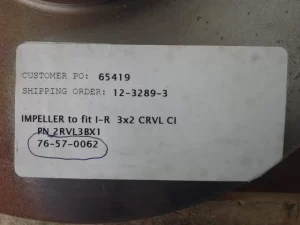 CUSTOMER PO: 65419
SHIPPING ORDER: 12-3289-3
IMPELLER to fit I-R 3x2 CRVL CI
PN 2RVL3BX1
76-57-0062